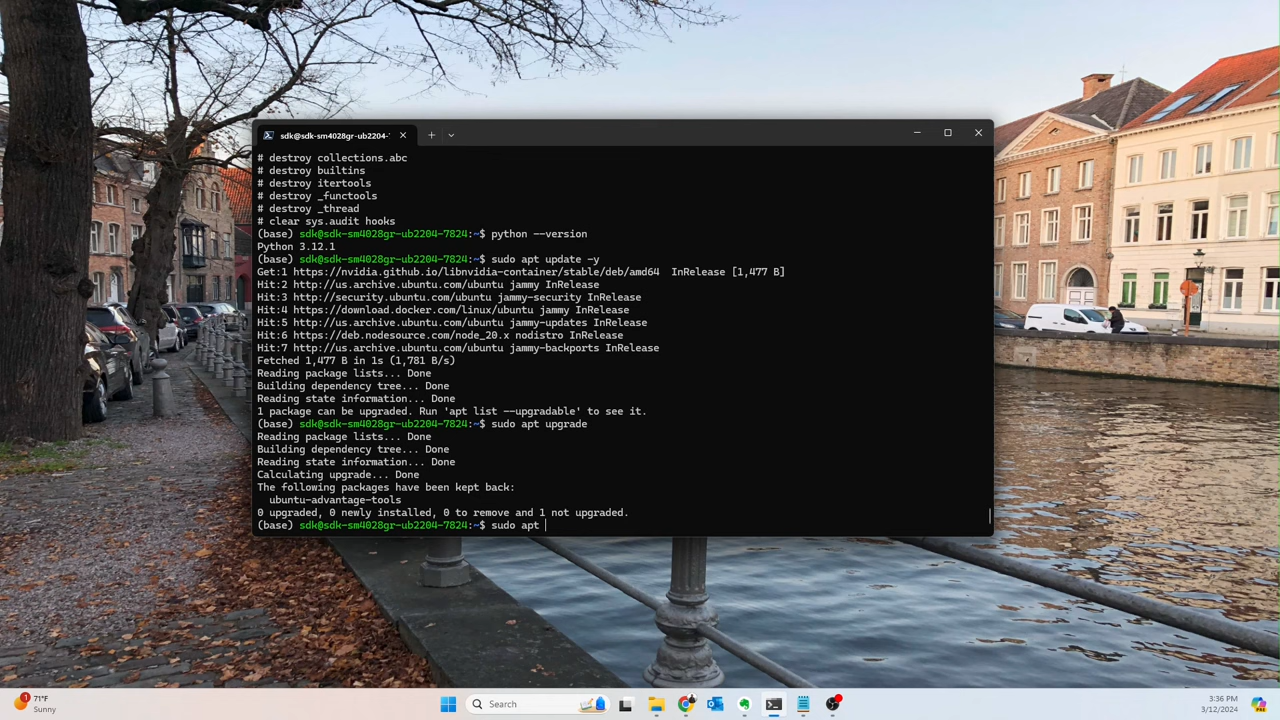 sdk@sdk-sm4028gr-ub2204-7
# destroy collections.abc
# destroy builtins
# destroy itertools
# destroy _functools
# destroy _thread
# clear sys.audit hooks
(base) sdk@sdk-sm4028gr-ub2204-7824:~$ python --version
Python 3.12.1
(base) sdk@sdk-sm4028gr-ub2204-7824:~$ sudo apt update -y
Get:1 https://nvidia.github.io/libnvidia-container/stable/deb/amd64  InRelease [1,477 B]
Hit:2 http://us.archive.ubuntu.com/ubuntu jammy InRelease
Hit:3 http://security.ubuntu.com/ubuntu jammy-security InRelease
Hit:4 https://download.docker.com/linux/ubuntu jammy InRelease
Hit:5 http://us.archive.ubuntu.com/ubuntu jammy-updates InRelease
Hit:6 https://deb.nodesource.com/node_20.x nodistro InRelease
Hit:7 http://us.archive.ubuntu.com/ubuntu jammy-backports InRelease
Fetched 1,477 B in 1s (1,781 B/s)
Reading package lists... Done
Building dependency tree... Done
Reading state information... Done
1 package can be upgraded. Run 'apt list --upgradable' to see it.
(base) sdk@sdk-sm4028gr-ub2204-7824:~$ sudo apt upgrade
Reading package lists... Done
Building dependency tree... Done
Reading state information... Done
Calculating upgrade... Done
The following packages have been kept back:
  ubuntu-advantage-tools
0 upgraded, 0 newly installed, 0 to remove and 1 not upgraded.
(base) sdk@sdk-sm4028gr-ub2204-7824:~$ sudo apt
1
71°F
Sunny
Search
3:36 PM
3/12/2024